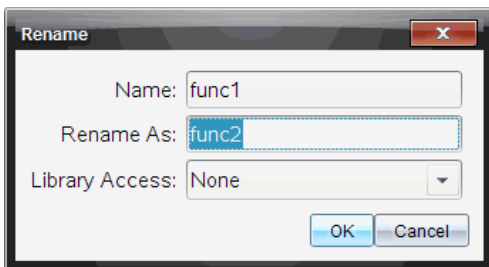 Rename
Name: func1
Rename As: func2
Library Access: None
OK Cancel